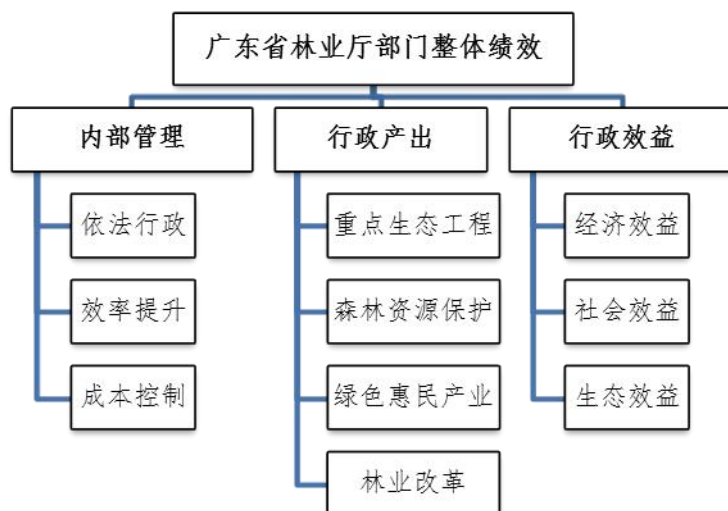 广东省林业厅部门整体绩效
内部管理
行政产出
行政效益
依法行政
重点生态工程
经济效益
效率提升
森林资源保护
社会效益
成本控制
绿色惠民产业
生态效益
林业改革